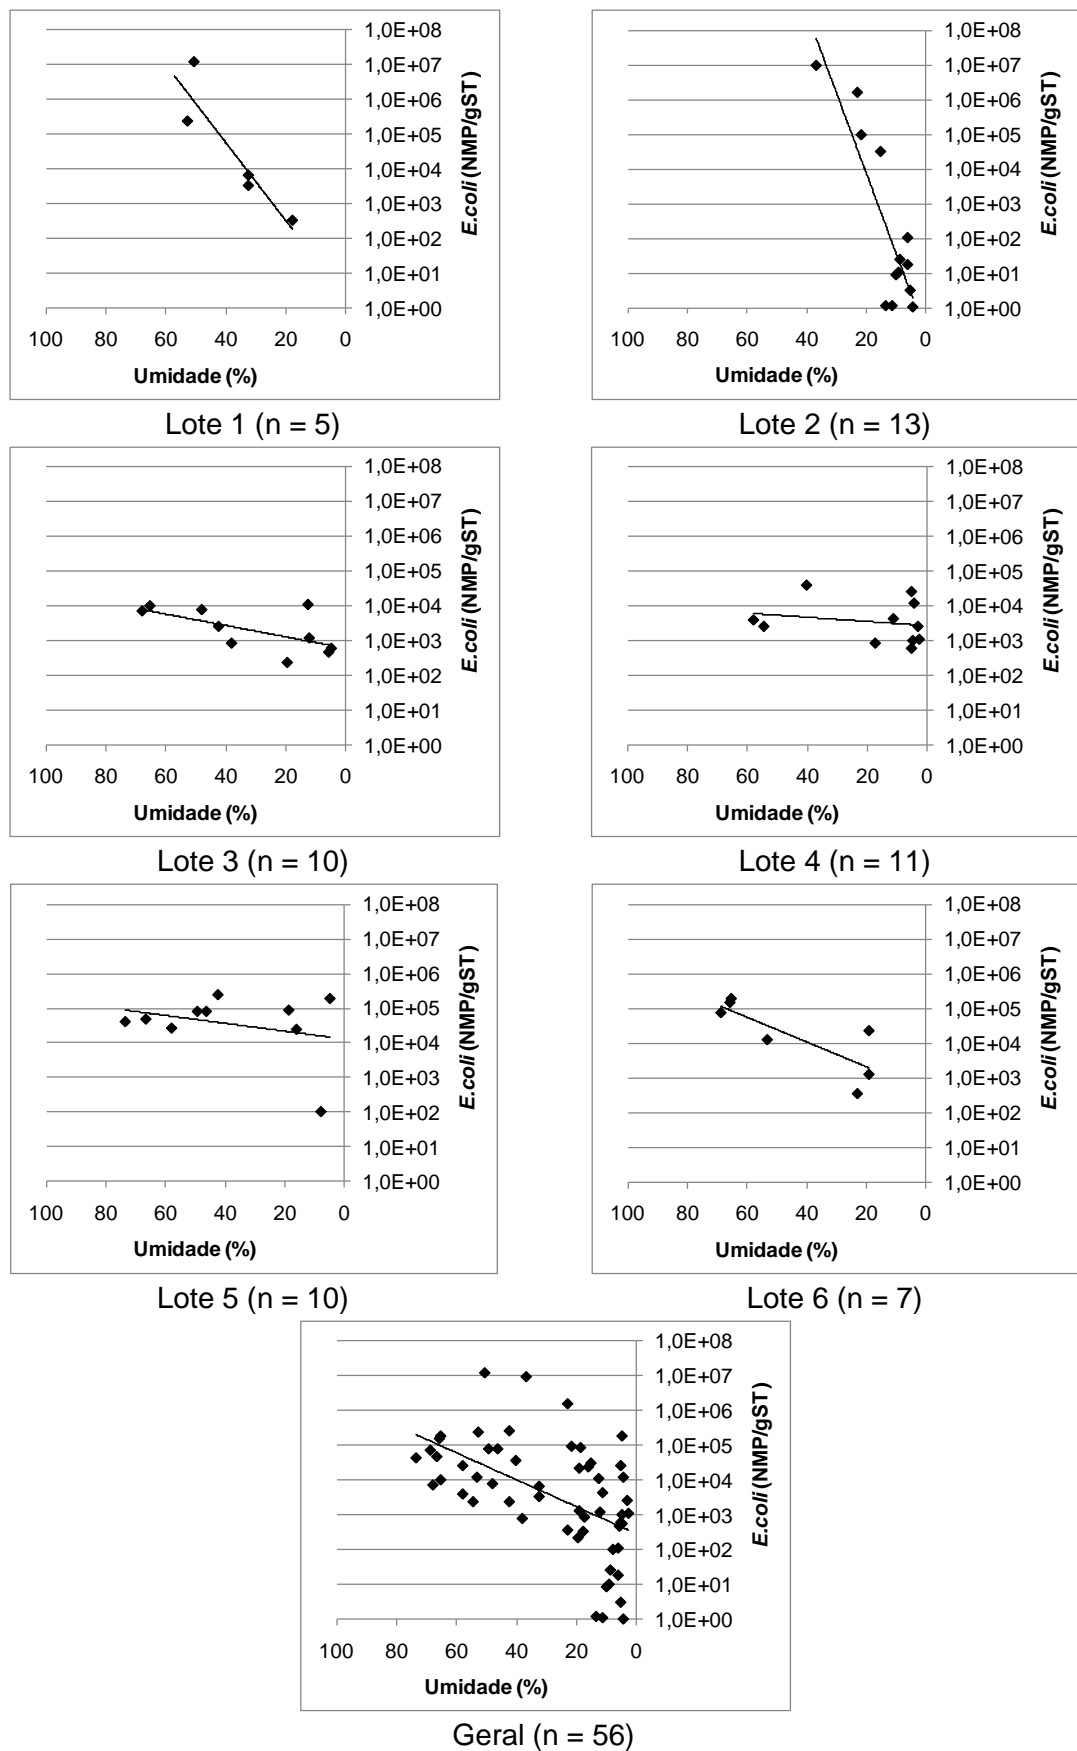 1,0E+08
1,0E+07
1,0E+06
1,0E+05
1,0E+04
1,0E+03
1,0E+02
1,0E+01
1,0E+00
E.coli (NMP/gST)
100 80 60 40 20 0
Umidade (%)
Lote 1 (n = 5)
1,0E+08
1,0E+07
1,0E+06
1,0E+05
1,0E+04
1,0E+03
1,0E+02
1,0E+01
1,0E+00
E.coli (NMP/gST)
100 80 60 40 20 0
Umidade (%)
Lote 2 (n = 13)
1,0E+08
1,0E+07
1,0E+06
1,0E+05
1,0E+04
1,0E+03
1,0E+02
1,0E+01
1,0E+00
E.coli (NMP/gST)
100 80 60 40 20 0
Umidade (%)
Lote 3 (n = 10)
1,0E+08
1,0E+07
1,0E+06
1,0E+05
1,0E+04
1,0E+03
1,0E+02
1,0E+01
1,0E+00
E.coli (NMP/gST)
100 80 60 40 20 0
Umidade (%)
Lote 4 (n = 11)
1,0E+08
1,0E+07
1,0E+06
1,0E+05
1,0E+04
1,0E+03
1,0E+02
1,0E+01
1,0E+00
E.coli (NMP/gST)
100 80 60 40 20 0
Umidade (%)
Lote 5 (n = 10)
1,0E+08
1,0E+07
1,0E+06
1,0E+05
1,0E+04
1,0E+03
1,0E+02
1,0E+01
1,0E+00
E.coli (NMP/gST)
100 80 60 40 20 0
Umidade (%)
Lote 6 (n = 7)
1,0E+08
1,0E+07
1,0E+06
1,0E+05
1,0E+04
1,0E+03
1,0E+02
1,0E+01
1,0E+00
E.coli (NMP/gST)
100 80 60 40 20 0
Umidade (%)
Geral (n = 56)